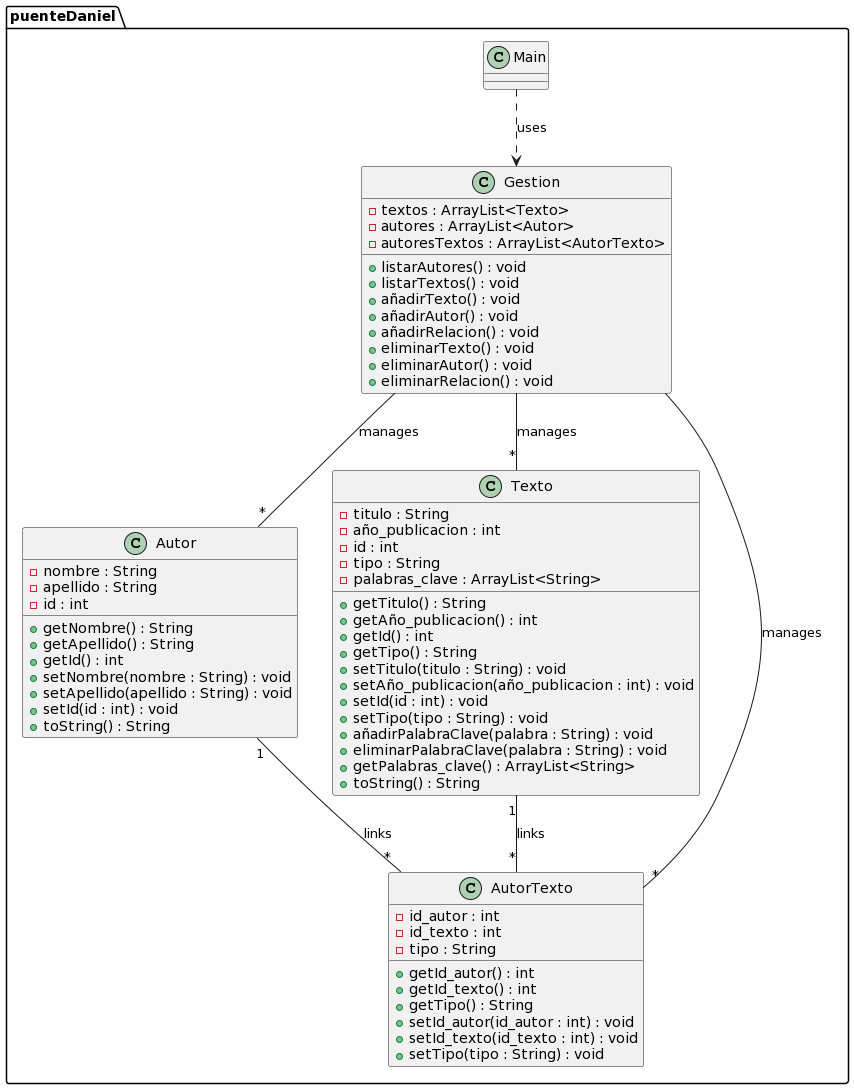 puenteDaniel
C Main
uses
C Gestion
textos : ArrayList<Texto>
autores : ArrayList<Autor>
autoresTextos : ArrayList<AutorTexto>
listarAutores() : void
listarTextos() : void
añadirTexto() : void
añadirAutor() : void
añadirRelacion() : void
eliminarTexto() : void
eliminarAutor() : void
eliminarRelacion() : void
manages
manages
*
*
C Texto
titulo : String
año_publicacion : int
id : int
tipo : String
palabras_clave : ArrayList<String>
getTitulo() : String
getAño_publicacion() : int
getId() : int
getTipo() : String
setTitulo(titulo : String) : void
setAño_publicacion(año_publicacion : int) : void
setId(id : int) : void
setTipo(tipo : String) : void
añadirPalabraClave(palabra : String) : void
eliminarPalabraClave(palabra : String) : void
getPalabras_clave() : ArrayList<String>
toString() : String
C Autor
nombre : String
apellido : String
id : int
getNombre() : String
getApellido() : String
getId() : int
setNombre(nombre : String) : void
setApellido(apellido : String) : void
setId(id : int) : void
toString() : String
manages
1
1
links
links
*
*
*
C AutorTexto
id_autor : int
id_texto : int
tipo : String
getId_autor() : int
getId_texto() : int
getTipo() : String
setId_autor(id_autor : int) : void
setId_texto(id_texto : int) : void
setTipo(tipo : String) : void